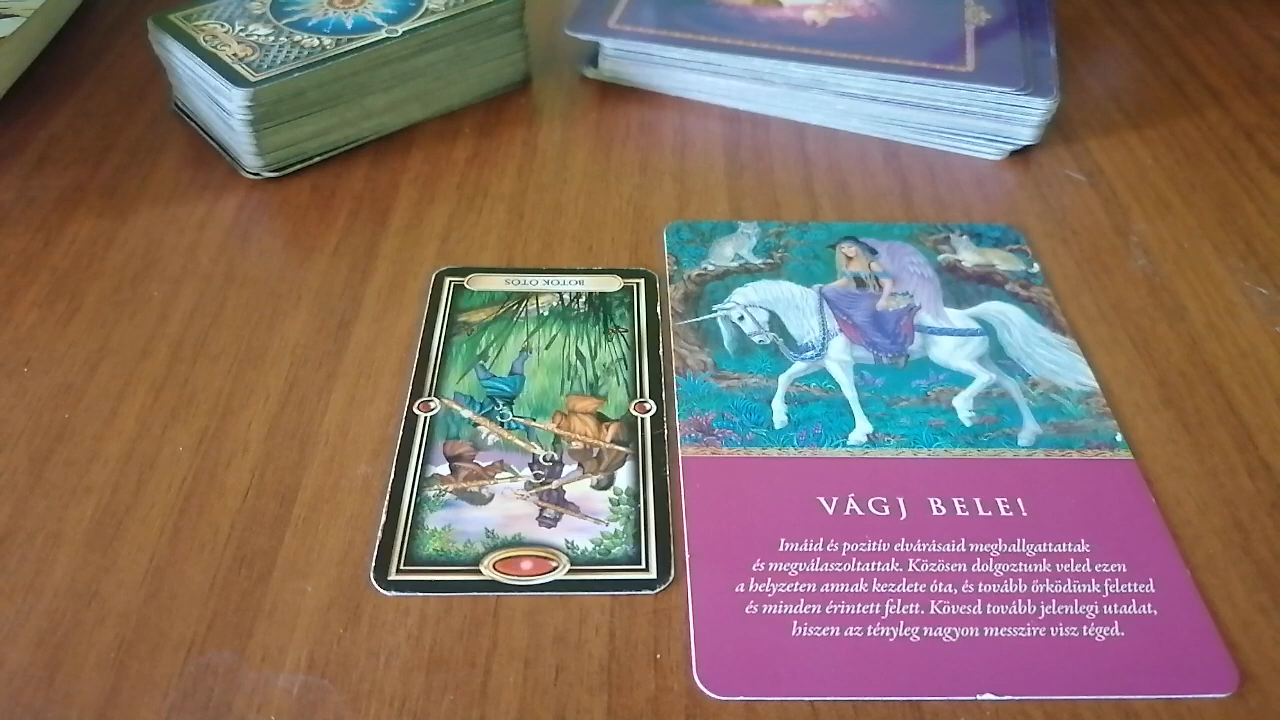 BOTOK ÖTÖS
VÁGJ BELE!
Imáid és pozitív elvárásaid meghallgattattak
és megválaszoltattak. Közösen dolgoztunk veled ezen
a helyzeten annak kezdete óta, és tovább őrködünk feletted
és minden érintett felett. Kövesd tovább jelenlegi utadat,
hiszen az tényleg nagyon messzire visz téged.